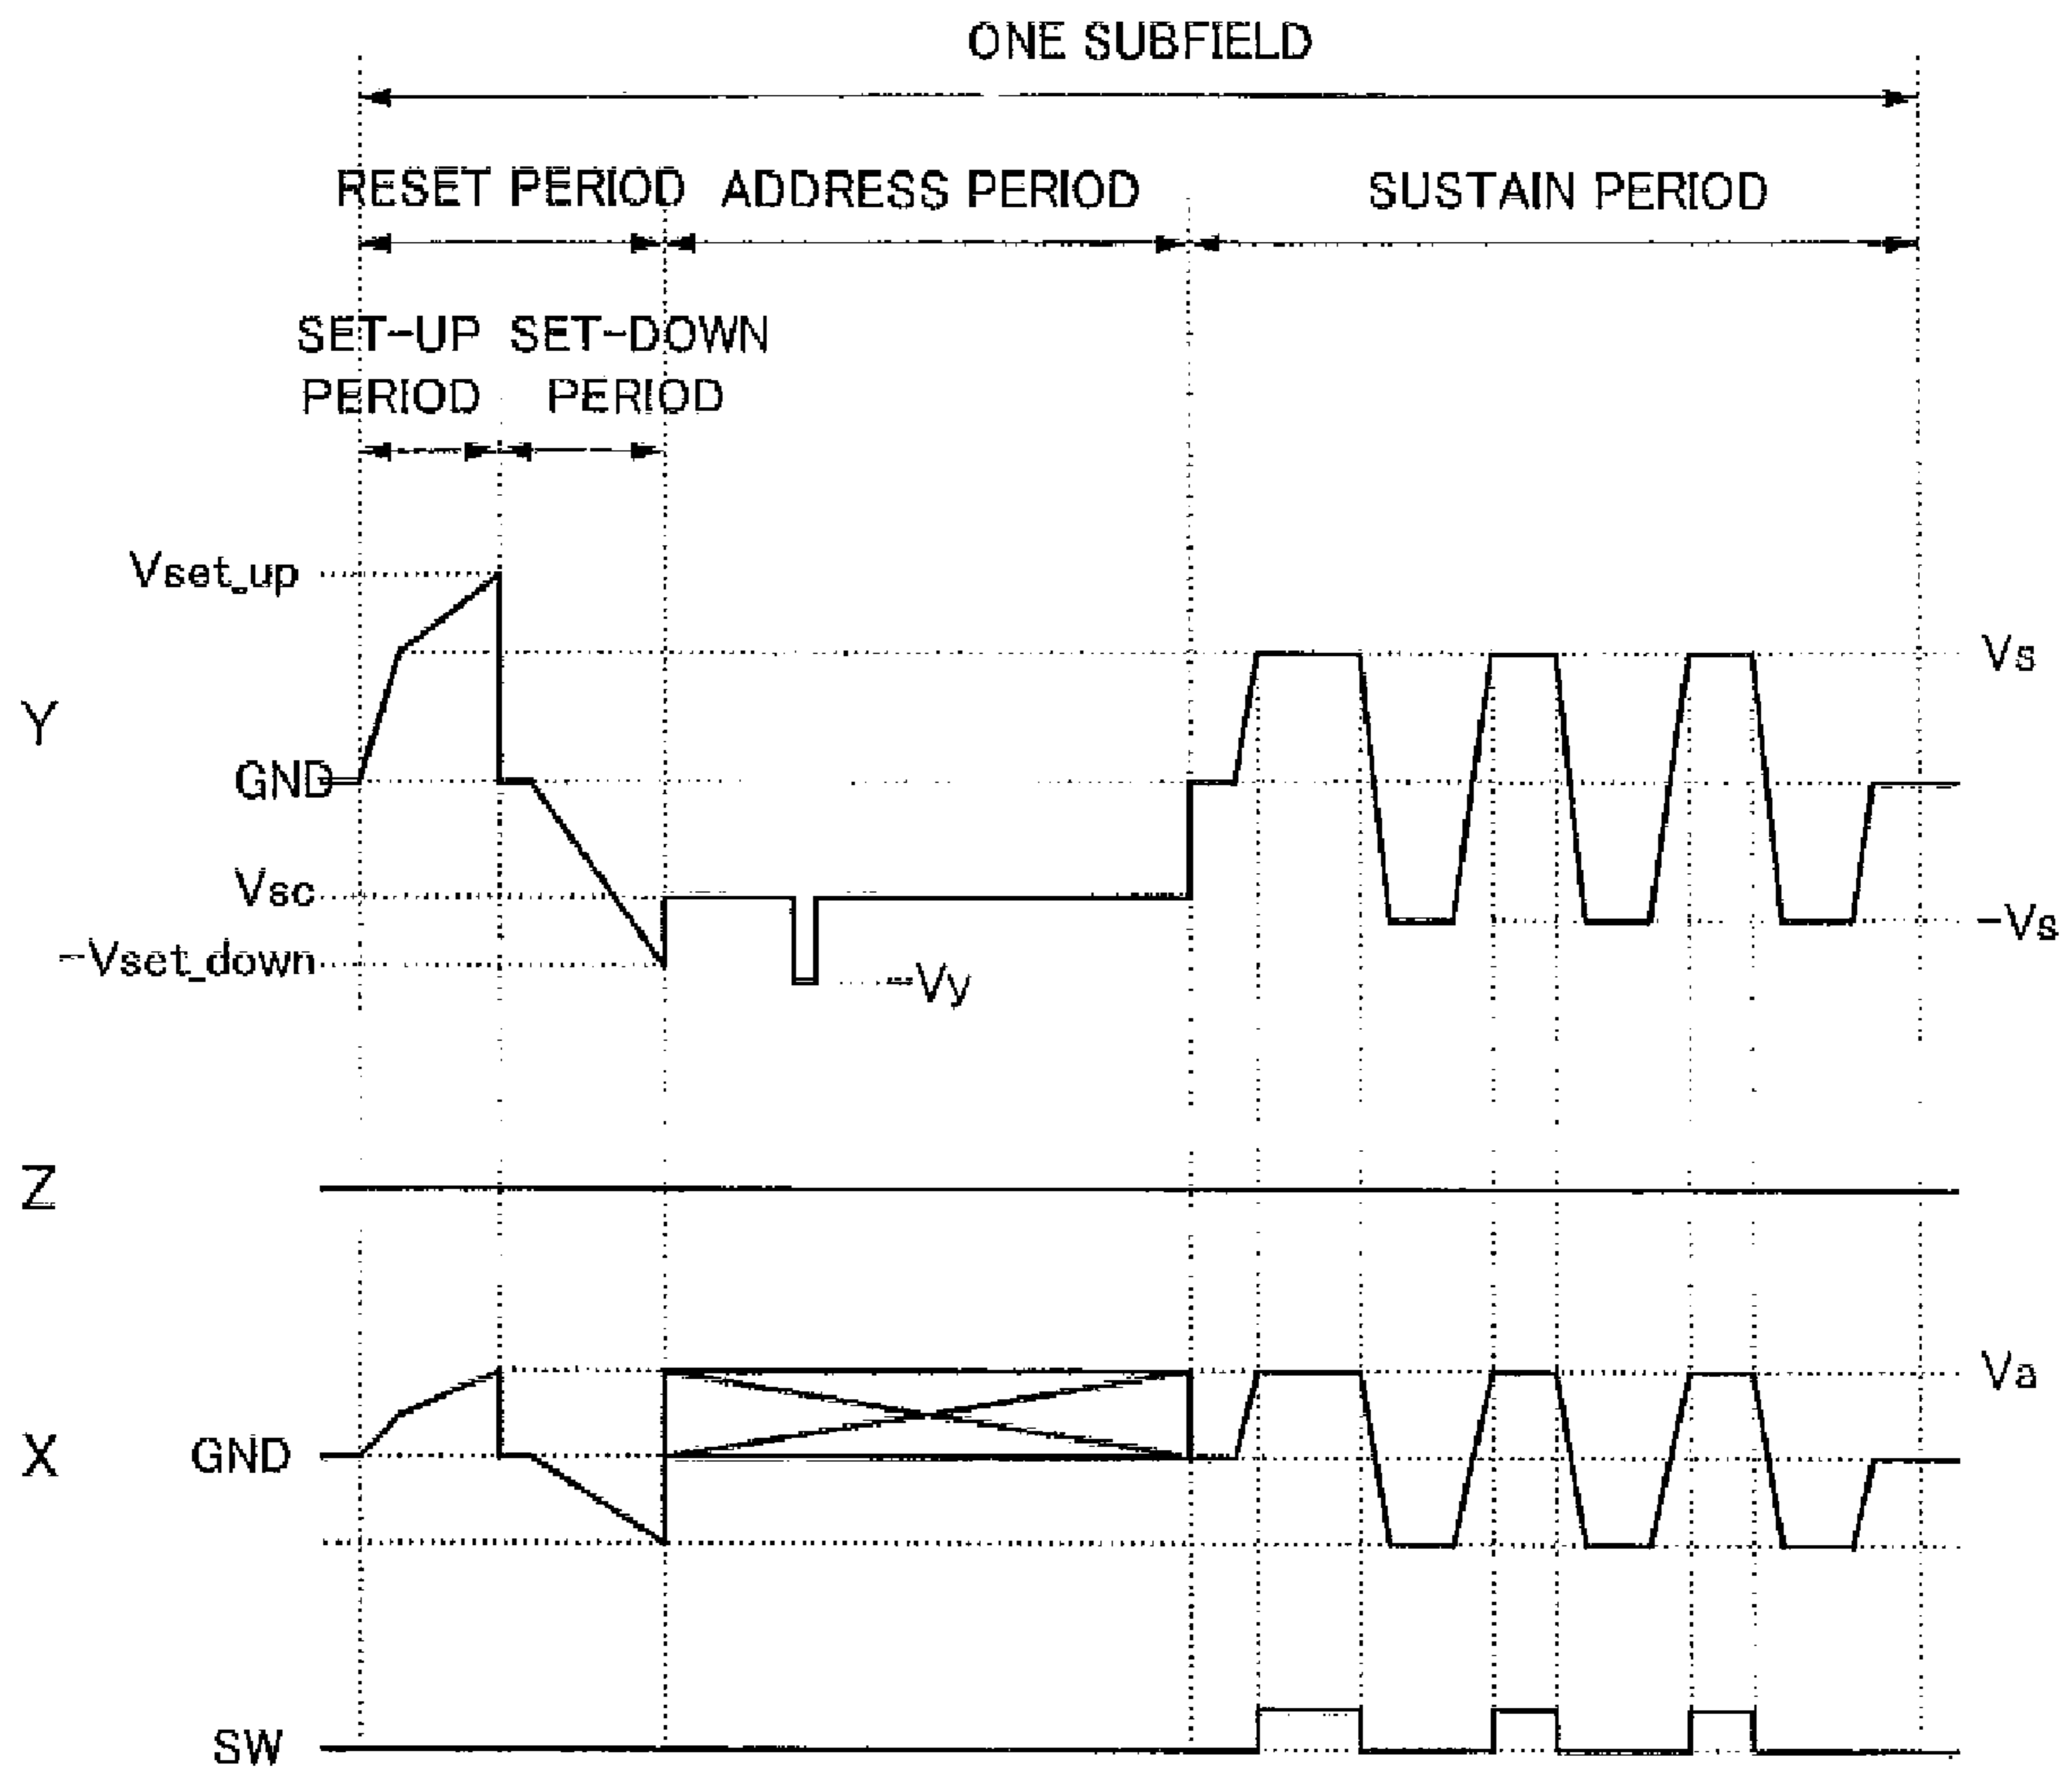 ONE SUBFIELD
RESET PERIOD ADDRESS PERIOD SUSTAIN PERIOD
SET-UP SET-DOWN
PERIOD PERIOD
Vset_up
Vs
Y
GND
Vsc
-Vset_down
-Vs
-Vy
Z
Va
X
GND
SW